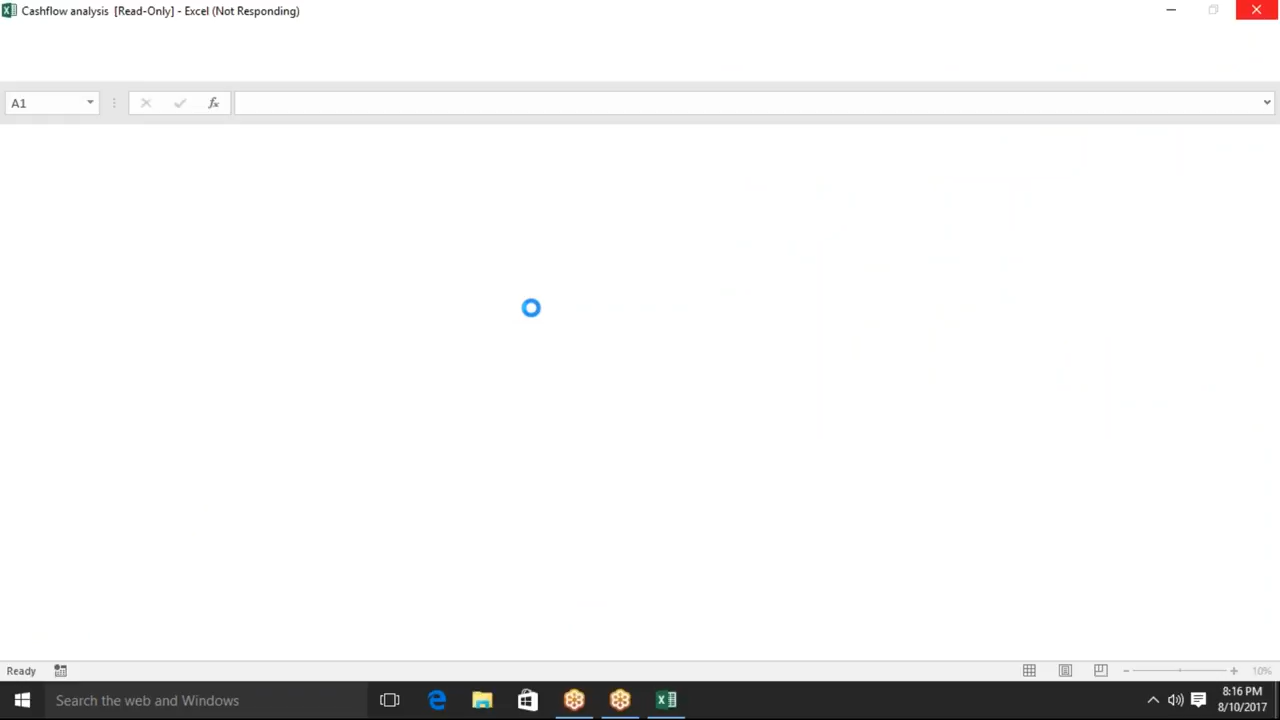 Cashflow analysis  [Read-Only] - Excel (Not Responding)
A1
fx
Ready
10%
Search the web and Windows
8:16 PM
8/10/2017